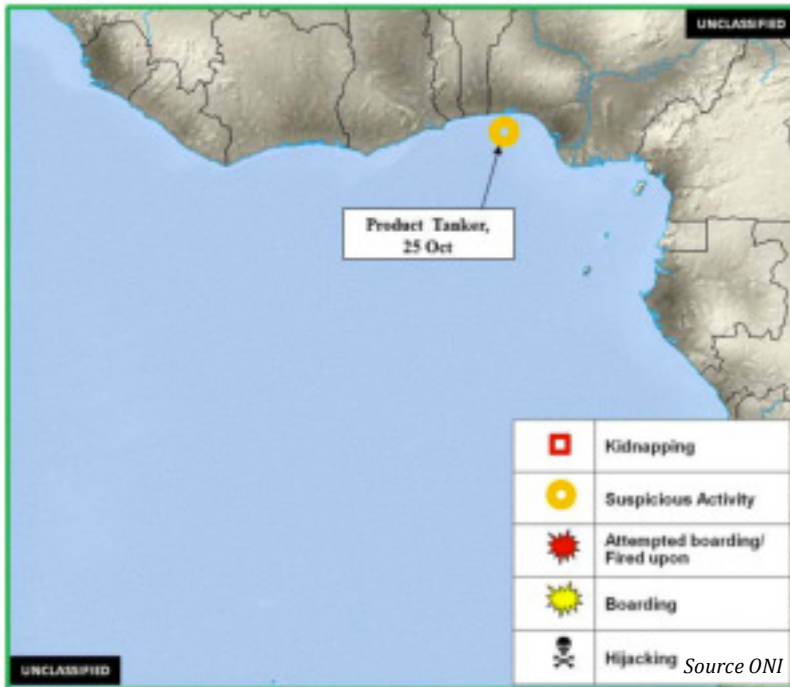 UNCLASSIFIED
Product Tanker,
25 Oct
Kidnapping
Suspicious Activity
Attempted boarding/
Fired upon
Boarding
Hijacking
Source ONI
UNCLASSIFIED